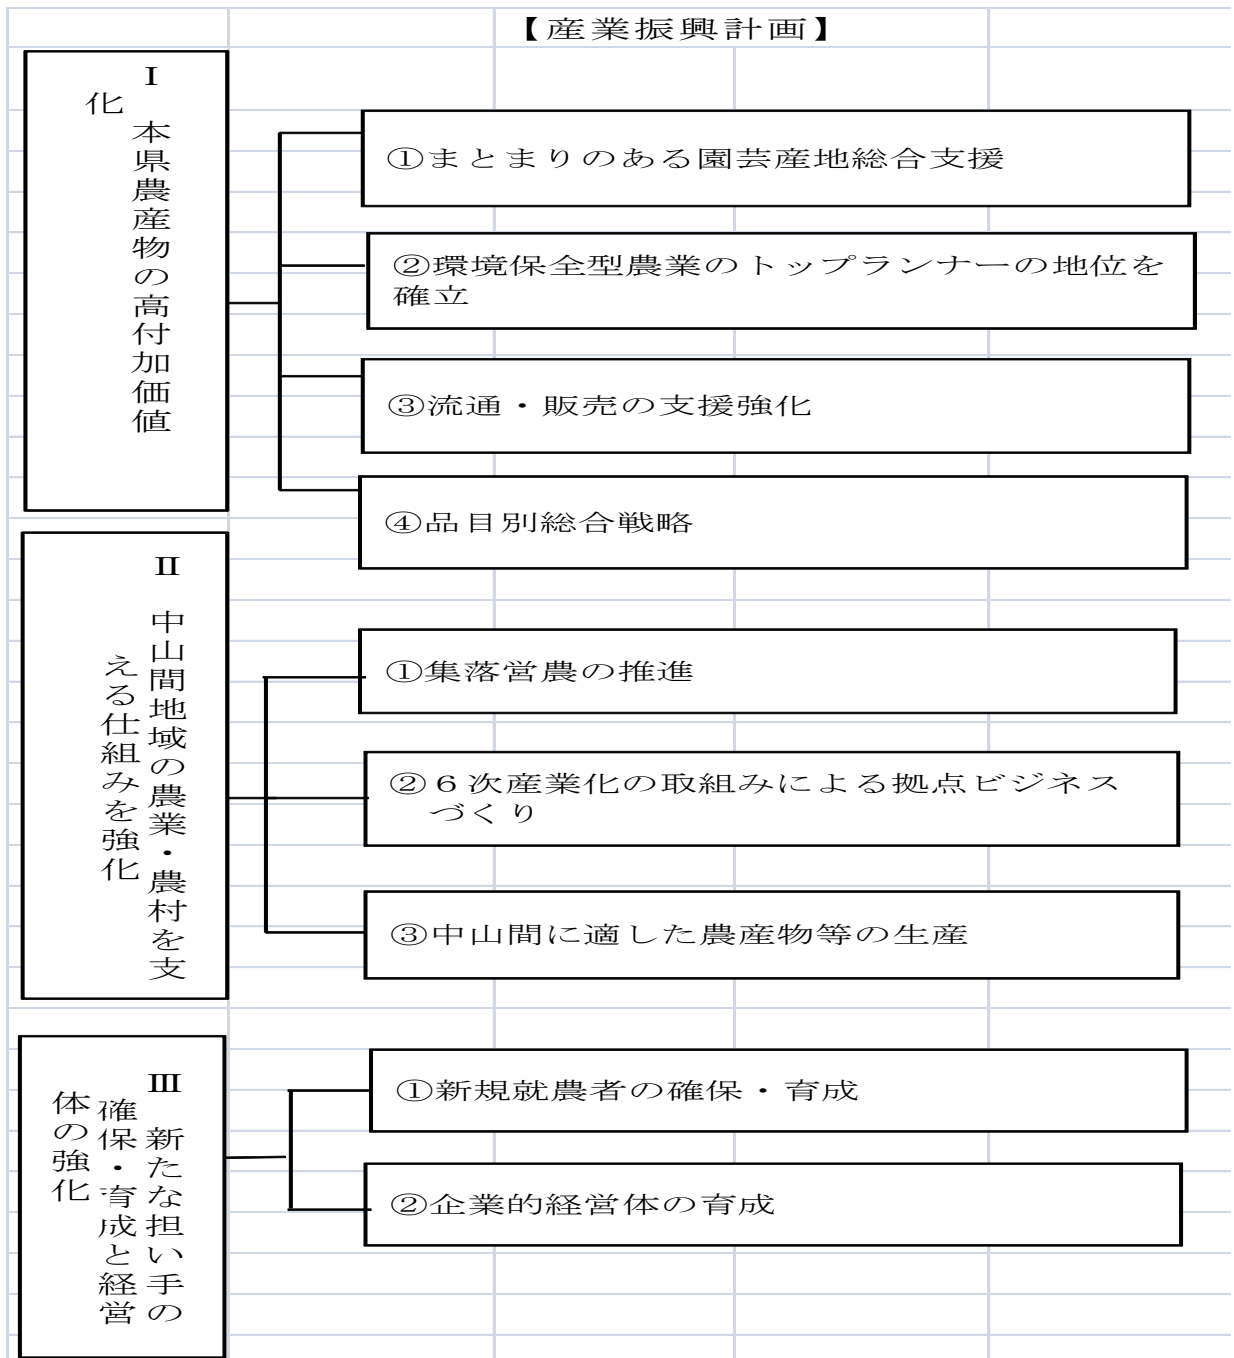 【産業振興計画】
Ⅰ　本県農産物の高付加価値
化
①まとまりのある園芸産地総合支援
②環境保全型農業のトップランナーの地位を
確立
③流通・販売の支援強化
④品目別総合戦略
Ⅱ　中山間地域の農業・農村を支
える仕組みを強化
①集落営農の推進
②６次産業化の取組みによる拠点ビジネス
づくり
③中山間に適した農産物等の生産
Ⅲ　新たな担い手の
確保・育成と経営
体の強化
①新規就農者の確保・育成
②企業的経営体の育成